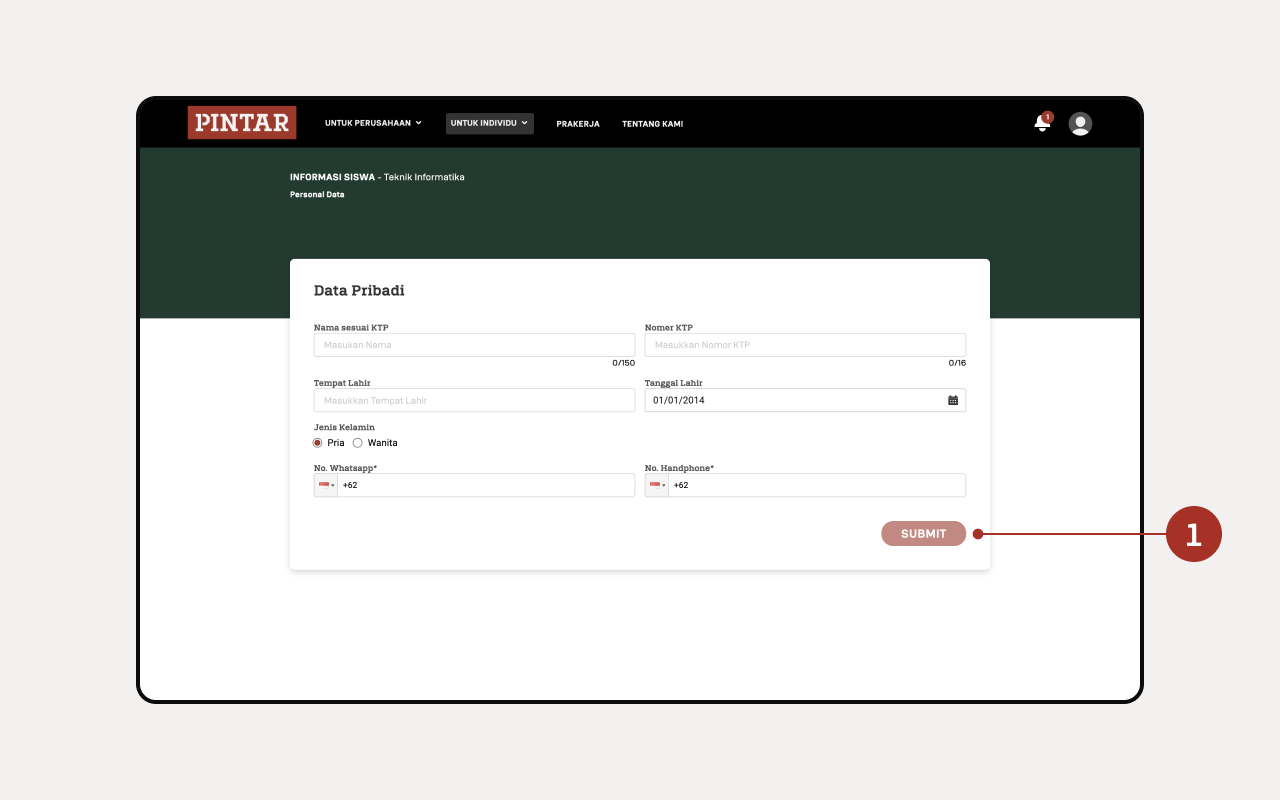 PINTAR
UNTUK PERUSAHAAN
UNTUK INDIVIDU
PRAKERJA
TENTANG KAMI
1
INFORMASI SISWA - Teknik Informatika
Personal Data
Data Pribadi
Nama sesuai KTP
Masukan Nama
0/150
Nomer KTP
Masukkan Nomor KTP
0/16
Tempat Lahir
Masukkan Tempat Lahir
Tanggal Lahir
01/01/2014
Jenis Kelamin
Pria Wanita
No. Whatsapp*
+62
No. Handphone*
+62
SUBMIT
1